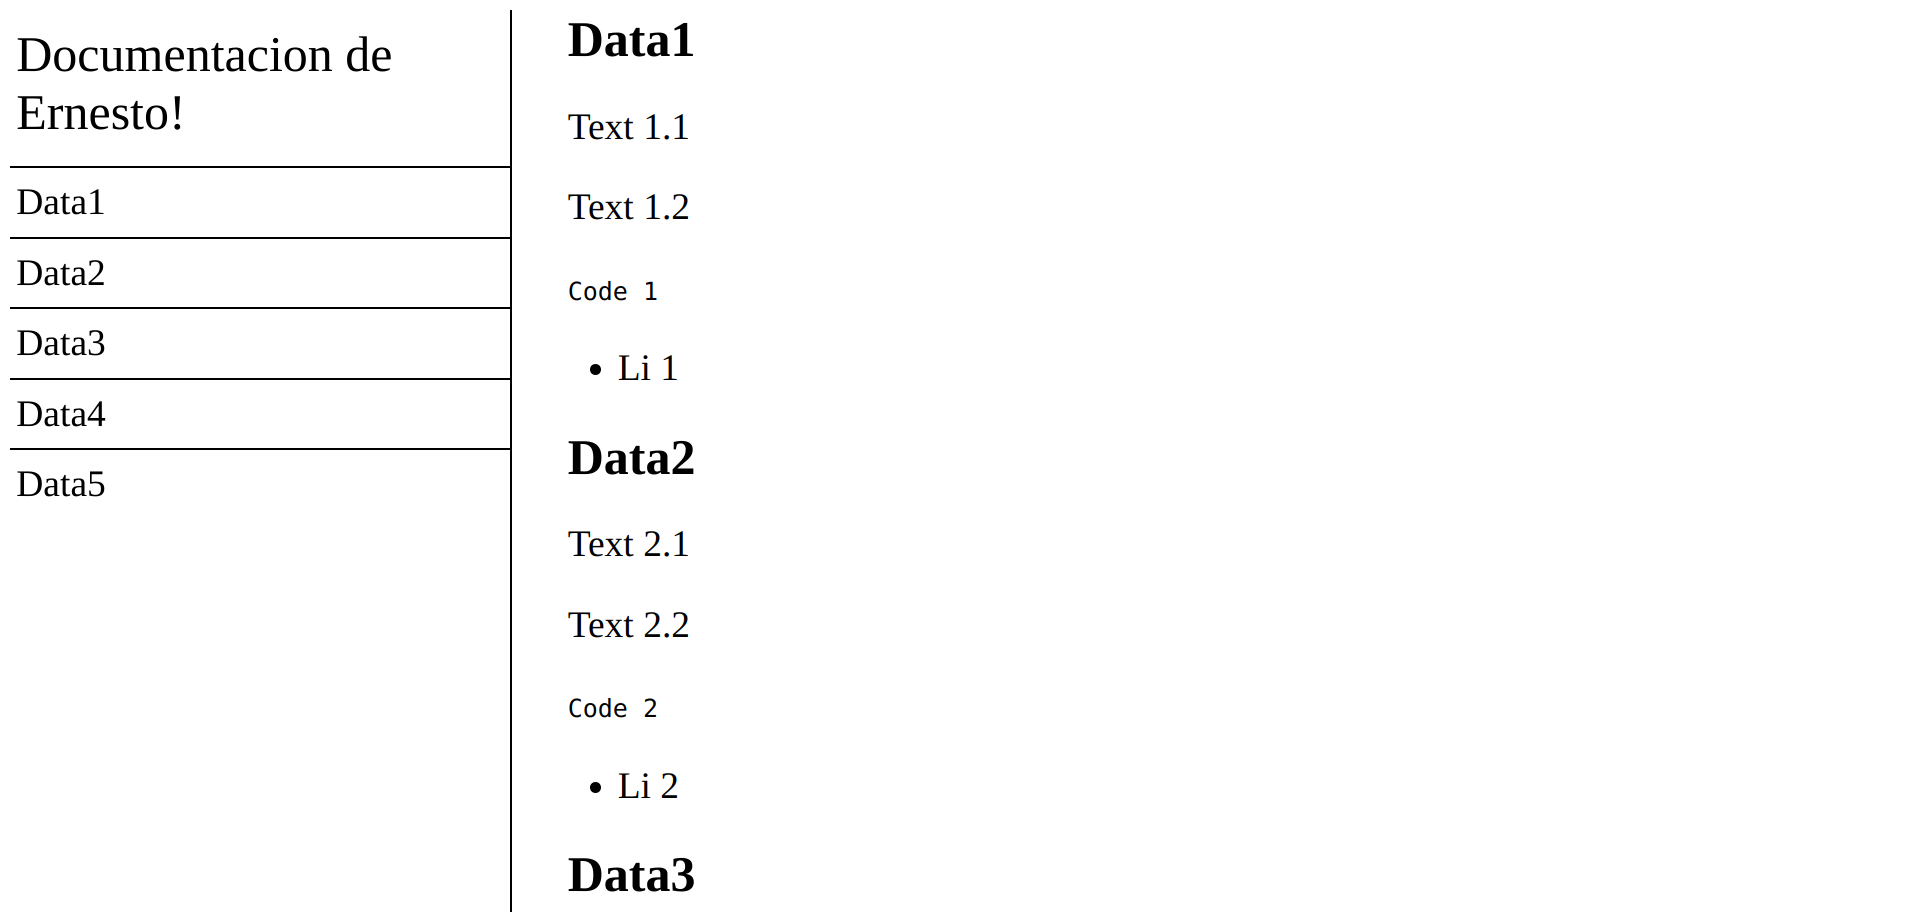 Documentacion de
Ernesto!
Data1
Data2
Data3
Data4
Data5
Data1
Text 1.1
Text 1.2
Code 1
Li 1
Data2
Text 2.1
Text 2.2
Code 2
Li 2
Data3